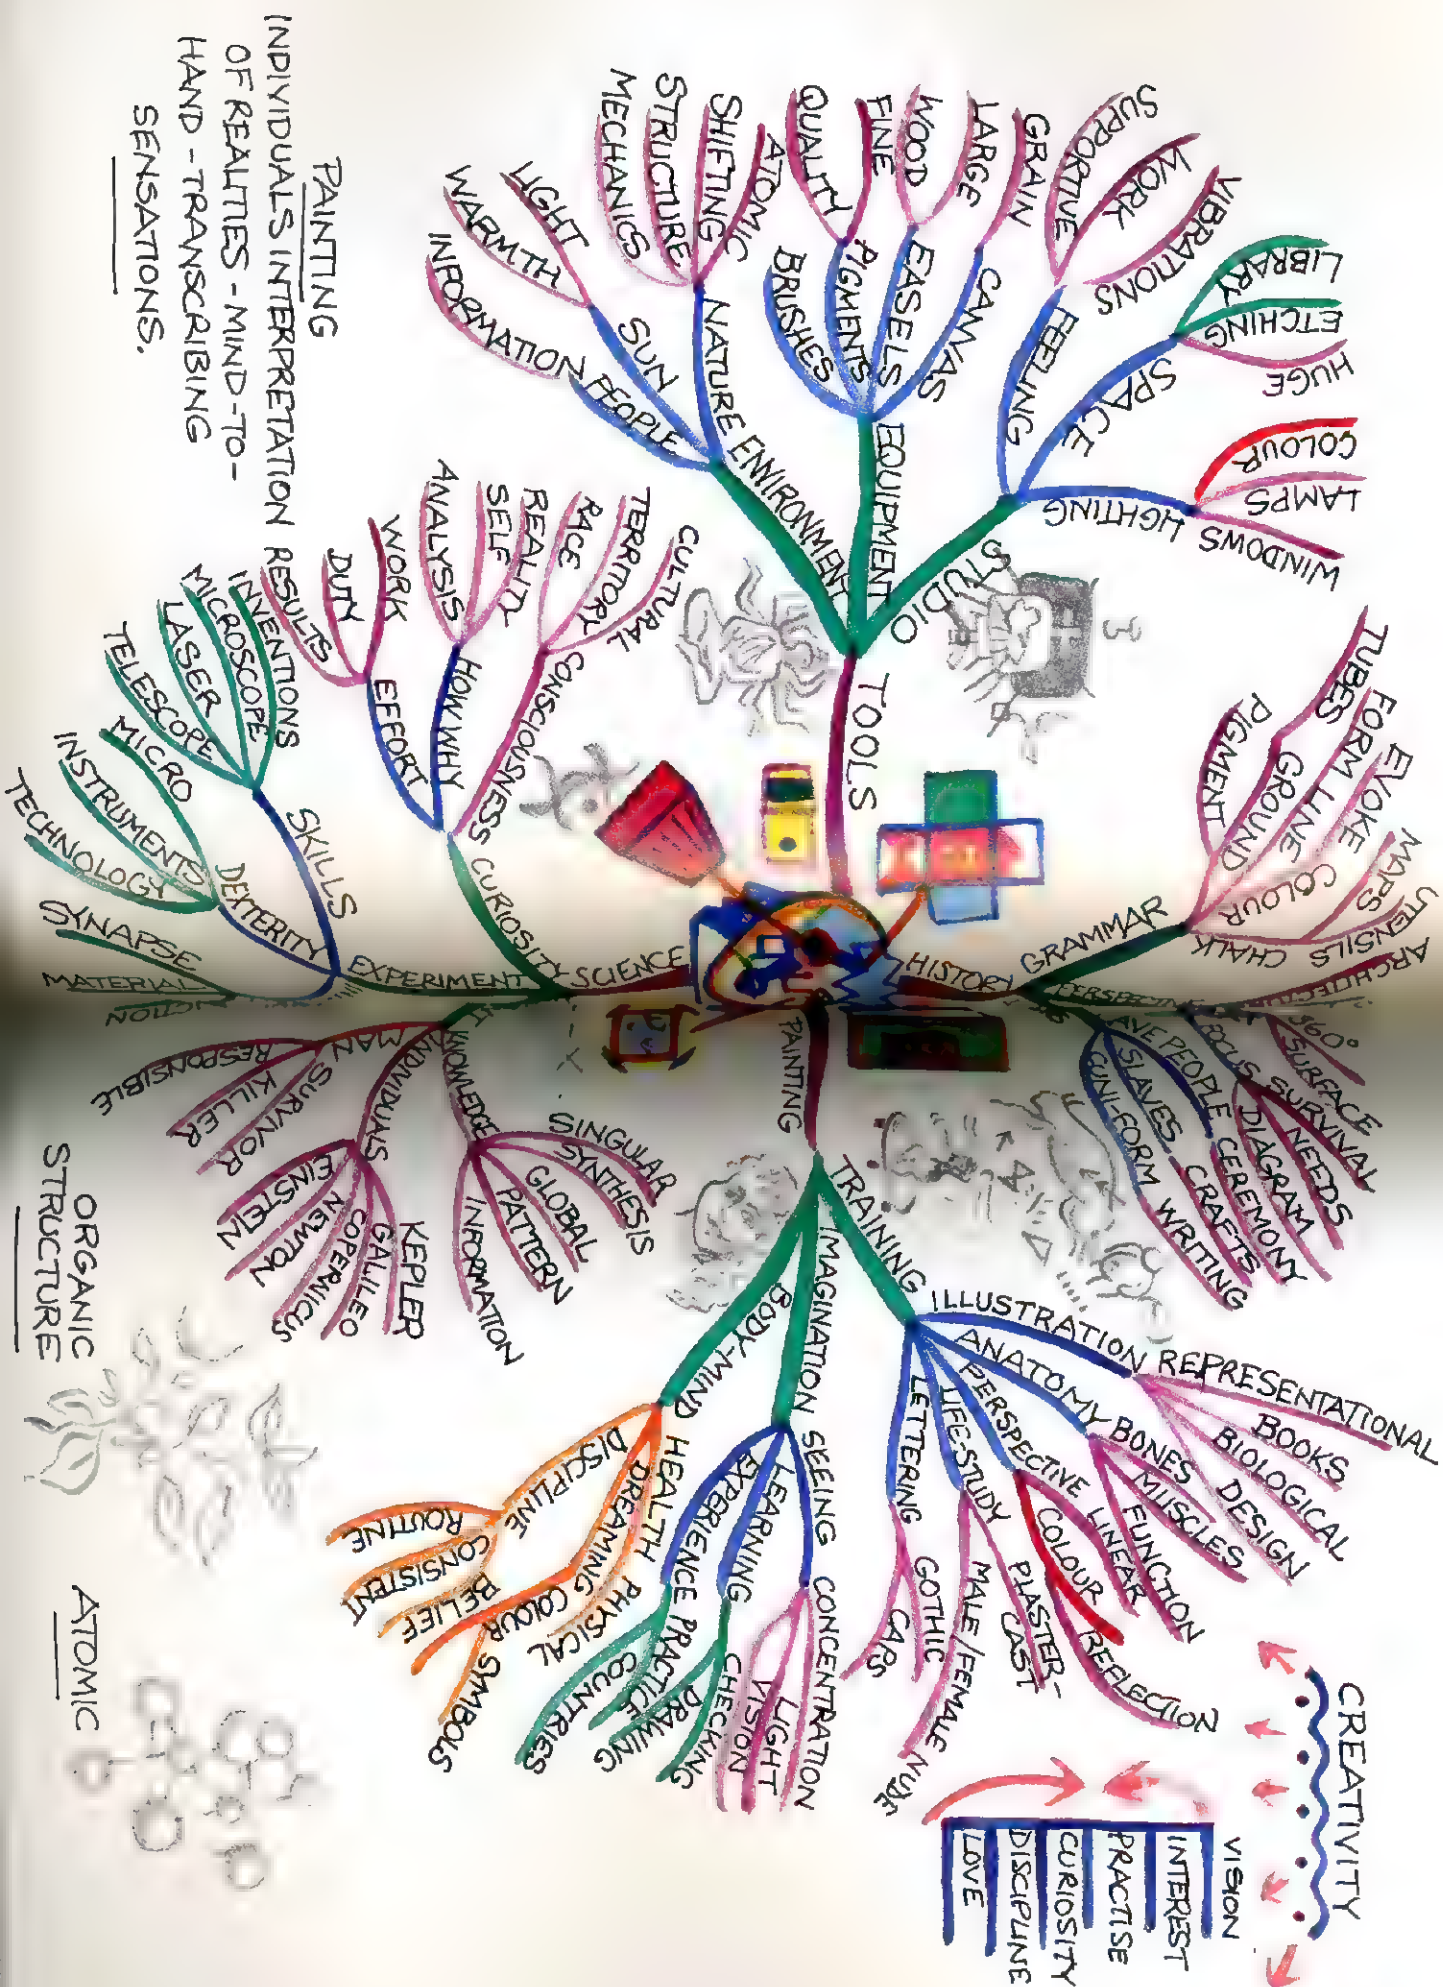 PAINTING
INDIVIDUALS INTERPRETATION
OF REALITIES - MIND-TO-
HAND - TRANSCRIBING
SENSATIONS.
TOOLS
STUDIO
LIGHTING
WINDOWS
LAMPS
COLOUR
SPACE
HUGE
ETCHING
LIBRARY
FEELING
VIBRATIONS
WORK
SUPPORTIVE
EQUIPMENT
CANVAS
GRAIN
LARGE
EASELS
WOOD
PIGMENTS
FINE
QUALITY
BRUSHES
ENVIRONMENT
NATURE
ATOMIC
SHIFTING
STRUCTURE
MECHANICS
SUN
LIGHT
WARMTH
PEOPLE
INFORMATION
HISTORY
GRAMMAR
TUBES
PIGMENT
GROUND
FORM LINE
EVOKE
COLOUR
MAPS
UTENSILS
CHALK
PERSPECTIVE
360°
SURFACE
FOCUS
SURVIVAL
NEEDS
DIAGRAM
CAVE PEOPLE
CEREMONY
SLAVES
CRAFTS
CUNI-FORM
WRITING
PAINTING
TRAINING
ILLUSTRATION
REPRESENTATIONAL
BOOKS
BIOLOGICAL
DESIGN
ANATOMY
BONES
MUSCLES
FUNCTION
PERSPECTIVE
LINEAR
COLOUR
REFLECTION
LIFE-STUDY
PLASTER-
CAST
MALE/FEMALE NUDE
LETTERING
GOTHIC
CAPS
IMAGINATION
SEEING
CONCENTRATION
LIGHT
VISION
LEARNING
CHECKING
DRAWING
EXPERIENCE
PRACTICE
COUNTRIES
BODY-MIND
HEALTH
PHYSICAL
DREAMING
COLOUR
SYMBOLS
DISCIPLINE
BELIEF
CONSISTENT
ROUTINE
SCIENCE
CURIOSITY
CONSCIOUSNESS
CULTURAL
TERRITORY
RACE
HOW WHY
REALITY
SELF
ANALYSIS
EFFORT
WORK
DUTY
RESULTS
EXPERIMENT
SKILLS
INVENTIONS
MICROSCOPE
LASER
TELESCOPE
DEXTERITY
MICRO
INSTRUMENTS
TECHNOLOGY
SYNAPSE
MATERIAL
NOTION
KNOWLEDGE
SINGULAR
SYNTHESIS
GLOBAL
PATTERN
INFORMATION
INDIVIDUALS
KEPLER
GALILEO
COPERNICUS
NEWTON
EINSTEIN
MAN
SURVIVOR
KILLER
RESPONSIBLE
ORGANIC
STRUCTURE
ATOMIC
CREATIVITY
VISION
INTEREST
PRACTISE
CURIOSITY
DISCIPLINE
LOVE